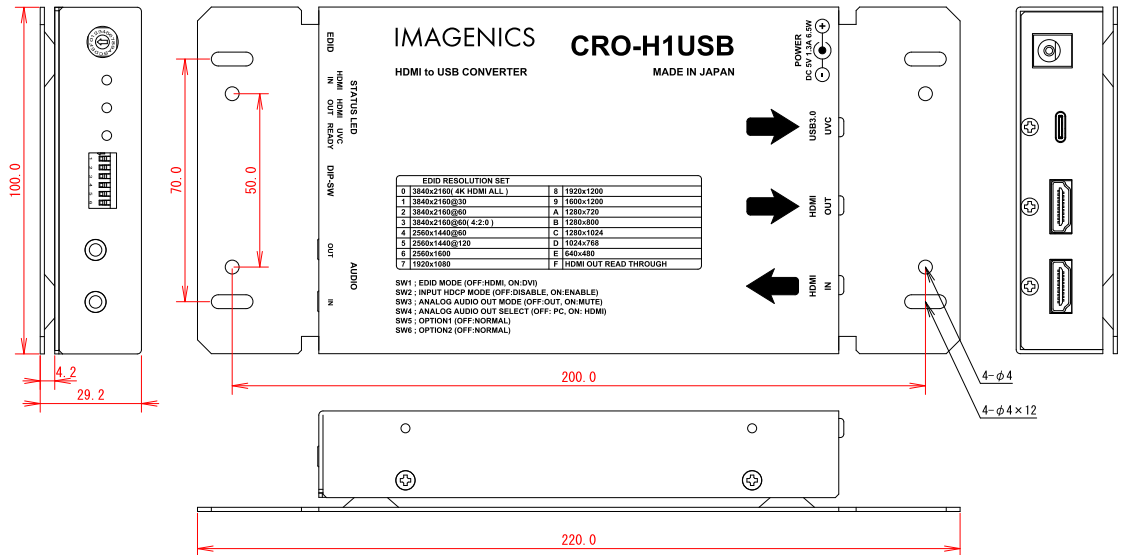 IMAGENICS
CRO-H1USB
HDMI to USB CONVERTER
MADE IN JAPAN
POWER
DC 5V 1.3A 6.5W
+
-
EDID
STATUS LED
HDMI IN
HDMI OUT
UVC READY
DIP-SW
AUDIO
OUT
IN
USB3.0
UVC
HDMI
OUT
HDMI
IN
EDID RESOLUTION SET
0 3840x2160( 4K HDMI ALL ) 8 1920x1200
1 3840x2160@30 9 1600x1200
2 3840x2160@60 A 1280x720
3 3840x2160@60( 4:2:0 ) B 1280x800
4 2560x1440@60 C 1280x1024
5 2560x1440@120 D 1024x768
6 2560x1600 E 640x480
7 1920x1080 F HDMI OUT READ THROUGH
SW1 ; EDID MODE (OFF:HDMI, ON:DVI)
SW2 ; INPUT HDCP MODE (OFF:DISABLE, ON:ENABLE)
SW3 ; ANALOG AUDIO OUT MODE (OFF:OUT, ON:MUTE)
SW4 ; ANALOG AUDIO OUT SELECT (OFF: PC, ON: HDMI)
SW5 ; OPTION1 (OFF:NORMAL)
SW6 ; OPTION2 (OFF:NORMAL)
100.0
70.0
50.0
4.2
29.2
200.0
4-φ4
4-φ4×12
220.0